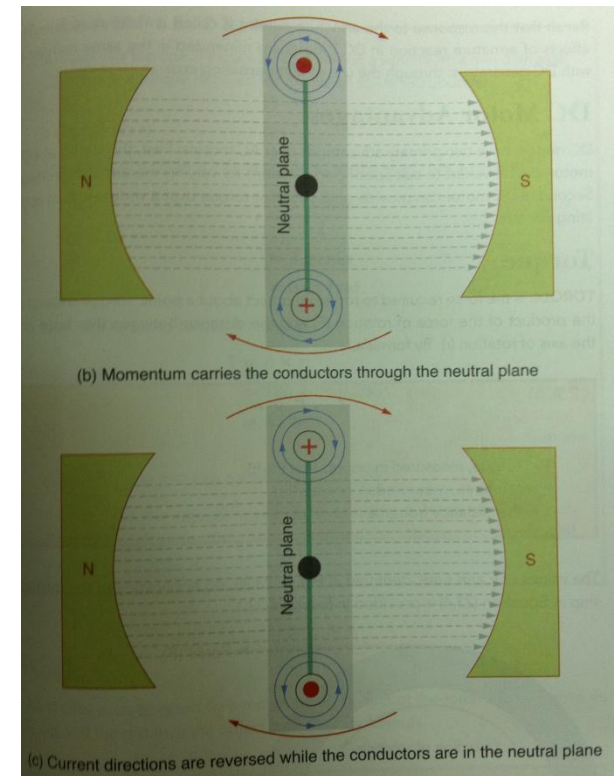 N
Neutral plane
S
+
(b) Momentum carries the conductors through the neutral plane
+
N
Neutral plane
S
(c) Current directions are reversed while the conductors are in the neutral plane